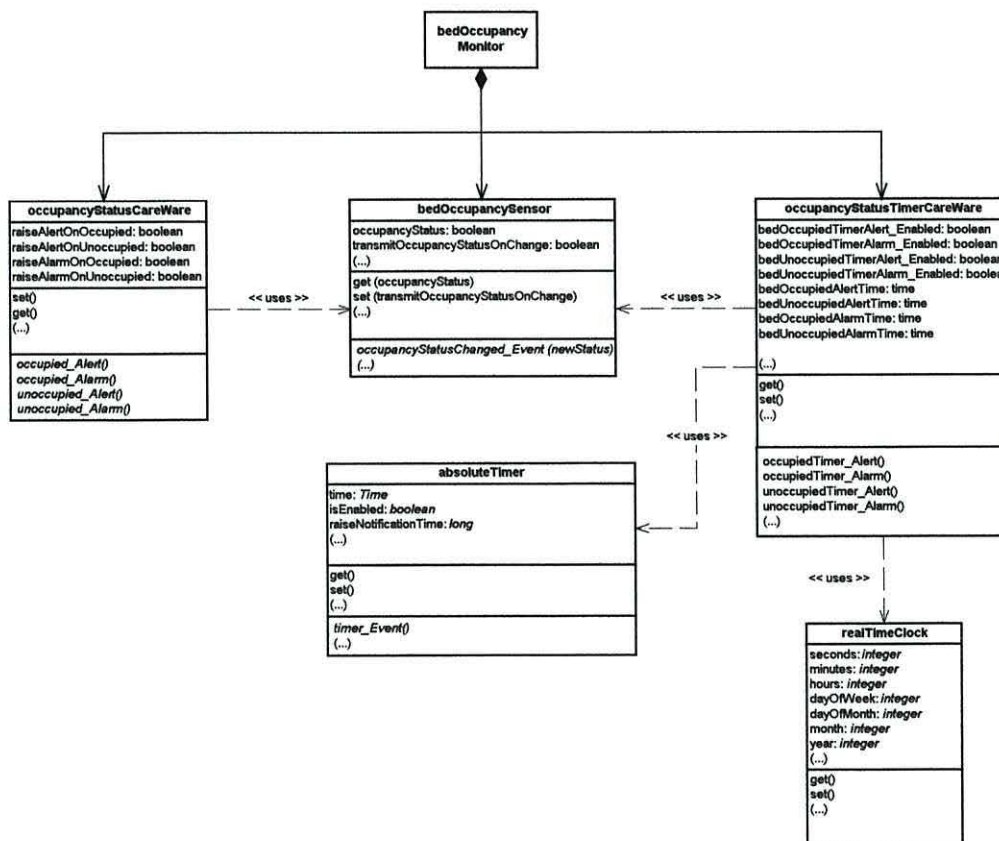 bedOccupancy
Monitor
occupancyStatusCareWare
raiseAlertOnOccupied: boolean
raiseAlertOnUnoccupied: boolean
raiseAlarmOnOccupied: boolean
raiseAlarmOnUnoccupied: boolean
set()
get()
(...)
occupied_Alert()
occupied_Alarm()
unoccupied_Alert()
unoccupied_Alarm()
<< uses >>
bedOccupancySensor
occupancyStatus: boolean
transmitOccupancyStatusOnChange: boolean
(...)
get (occupancyStatus)
set (transmitOccupancyStatusOnChange)
occupancyStatusChanged_Event (newStatus)
(...)
<< uses >>
occupancyStatusTimerCareWare
bedOccupiedTimerAlert_Enabled: boolean
bedOccupiedTimerAlarm_Enabled: boolean
bedUnoccupiedTimerAlert_Enabled: boolean
bedUnoccupiedTimerAlarm_Enabled: boolean
bedOccupiedAlertTime: time
bedUnoccupiedAlertTime: time
bedOccupiedAlarmTime: time
bedUnoccupiedAlarmTime: time
(...)
get()
set()
(...)
occupiedTimer_Alert()
occupiedTimer_Alarm()
unoccupiedTimer_Alert()
unoccupiedTimer_Alarm()
(...)
<< uses >>
absoluteTimer
time: Time
isEnabled: boolean
raiseNotificationTime: long
(...)
get()
set()
(...)
timer_Event()
(...)
<< uses >>
realTimeClock
seconds: integer
minutes: integer
hours: integer
dayOfWeek: integer
dayOfMonth: integer
month: integer
year: integer
(...)
get()
set()
(...)